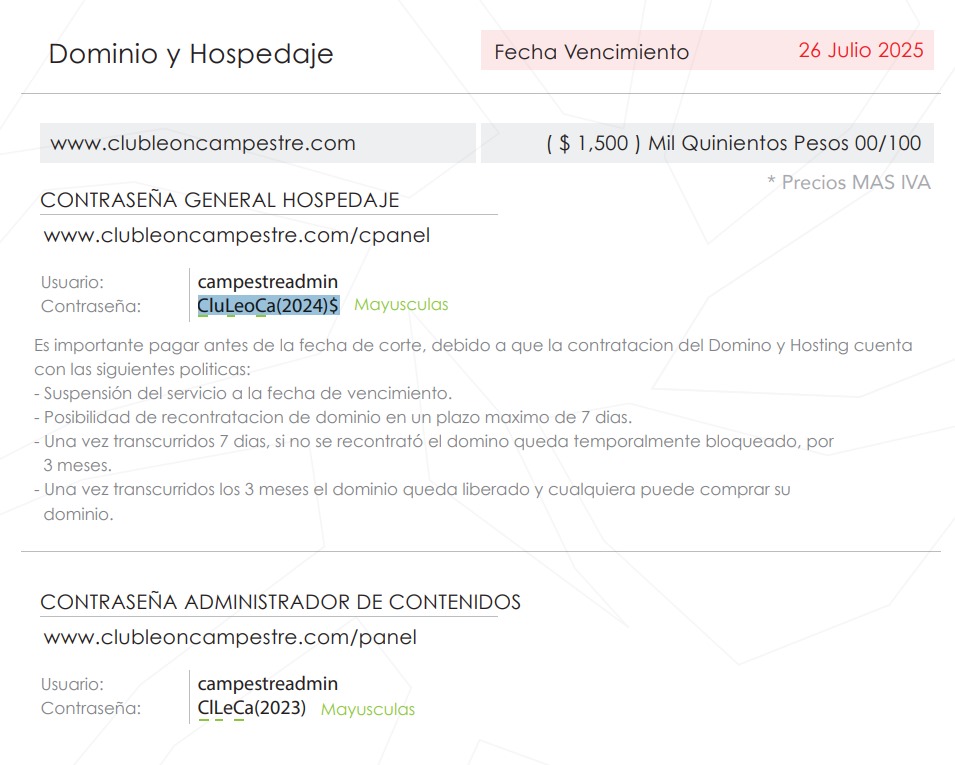 Dominio y Hospedaje
Fecha Vencimiento 26 Julio 2025
www.clubleoncampestre.com
( $ 1,500 ) Mil Quinientos Pesos 00/100
* Precios MAS IVA
CONTRASEÑA GENERAL HOSPEDAJE
www.clubleoncampestre.com/cpanel
Usuario: campestreadmin
Contraseña: CluLeoCa(2024)$ Mayusculas
Es importante pagar antes de la fecha de corte, debido a que la contratacion del Domino y Hosting cuenta
con las siguientes politicas:
- Suspensión del servicio a la fecha de vencimiento.
- Posibilidad de recontratacion de dominio en un plazo maximo de 7 dias.
- Una vez transcurridos 7 dias, si no se recontrató el domino queda temporalmente bloqueado, por
3 meses.
- Una vez transcurridos los 3 meses el dominio queda liberado y cualquiera puede comprar su
dominio.
CONTRASEÑA ADMINISTRADOR DE CONTENIDOS
www.clubleoncampestre.com/panel
Usuario: campestreadmin
Contraseña: ClLeCa(2023) Mayusculas